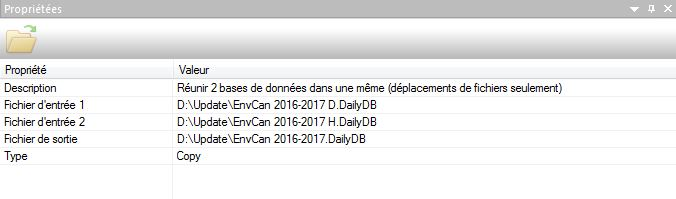 Propriétées
Propriété Valeur
Description Réunir 2 bases de données dans une même (déplacements de fichiers seulement)
Fichier d'entrée 1 D:\Update\EnvCan 2016-2017 D.DailyDB
Fichier d'entrée 2 D:\Update\EnvCan 2016-2017 H.DailyDB
Fichier de sortie D:\Update\EnvCan 2016-2017.DailyDB
Type Copy